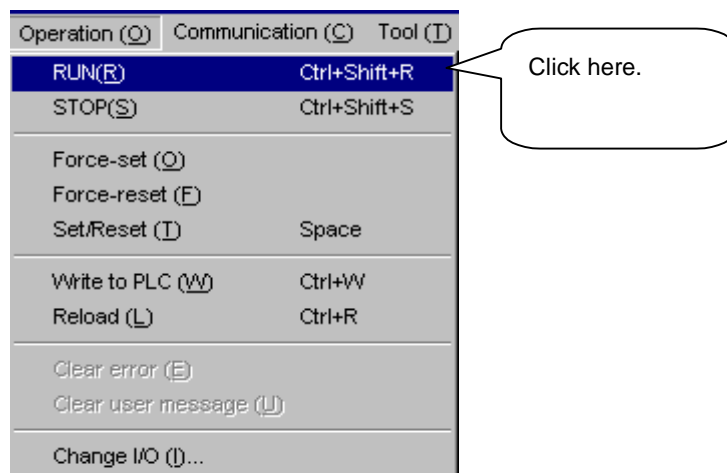 Operation (O) Communication (C) Tool (T)
RUN(R) Ctrl+Shift+R
Click here.
STOP(S) Ctrl+Shift+S
Force-set (O)
Force-reset (F)
Set/Reset (T) Space
Write to PLC (W) Ctrl+W
Reload (L) Ctrl+R
Clear error (E)
Clear user message (U)
Change I/O (I)...